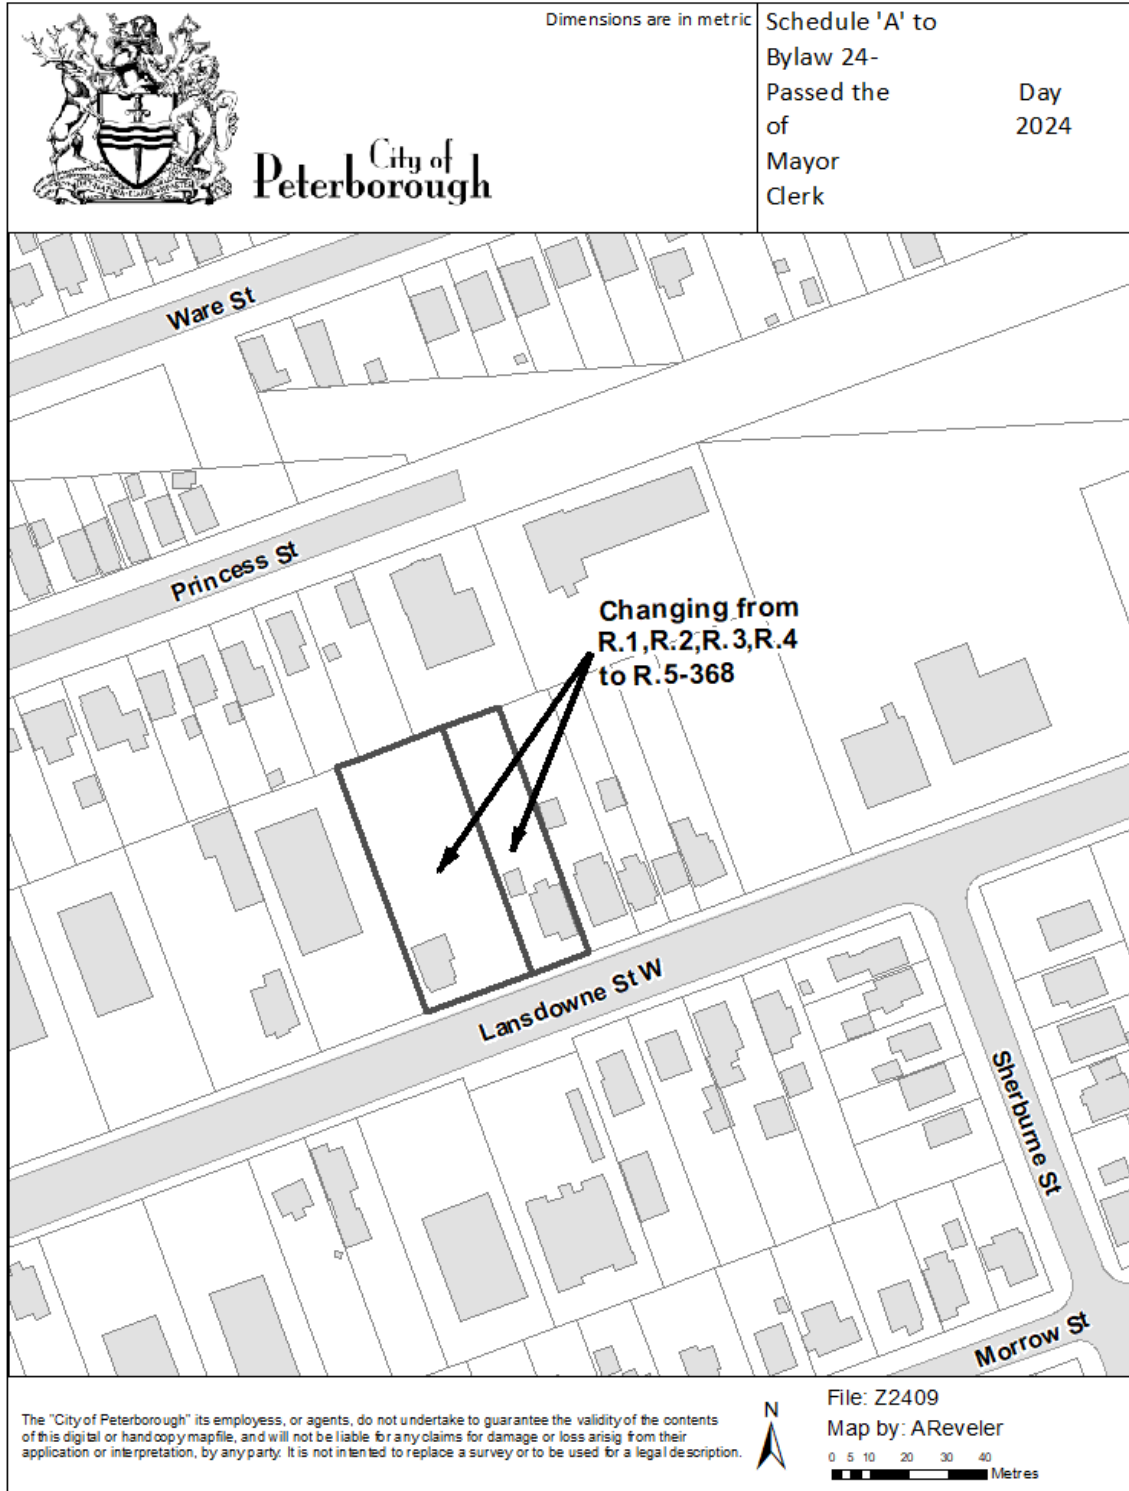 Dimensions are in metric
Schedule 'A' to
Bylaw 24-
Passed the Day
of 2024
Mayor
Clerk
City of
Peterborough
Ware St
Princess St
Changing from
R.1,R.2,R.3,R.4
to R.5-368
Lansdowne St W
Sherburne St
Morrow St
The "City of Peterborough" its employess, or agents, do not undertake to guarantee the validity of the contents
of this digital or hardcopy mapfile, and will not be liable for any claims for damage or loss arisig from their
application or interpretation, by any party. It is not intented to replace a survey or to be used for a legal description.
N
File: Z2409
Map by: AReveler
0 5 10 20 30 40
Metres